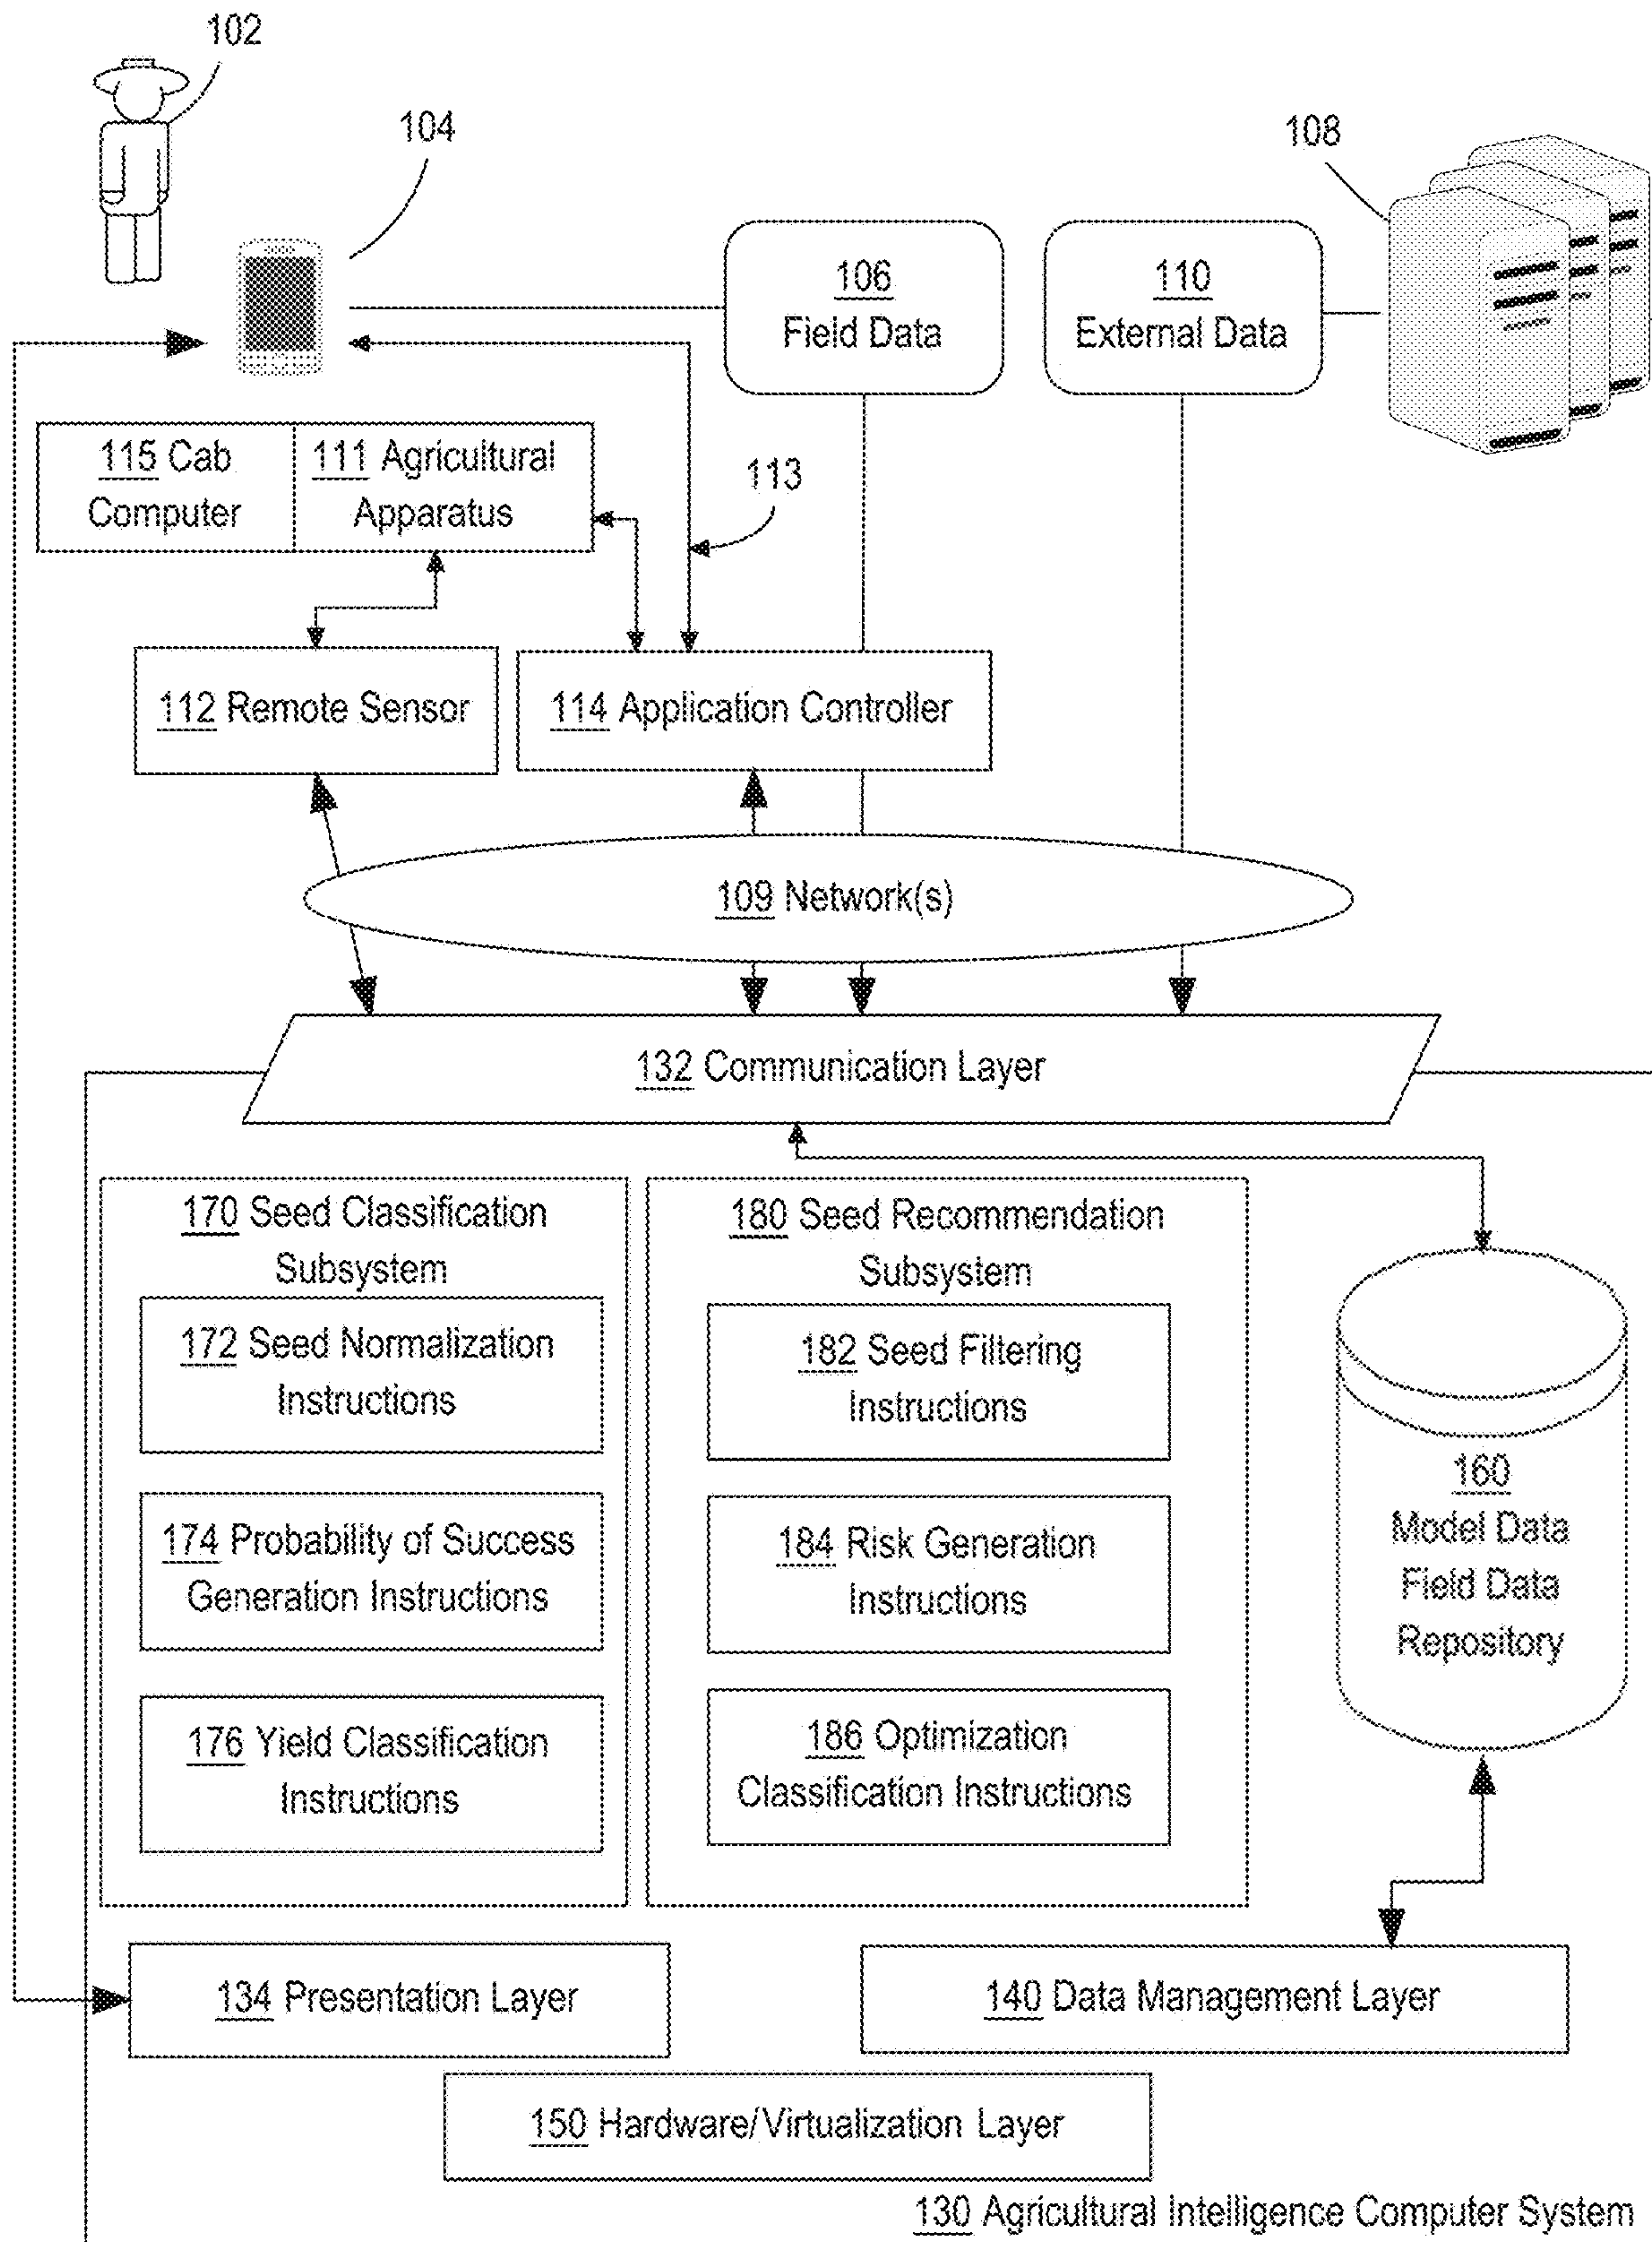 102
104
108
106
Field Data
110
External Data
115 Cab
Computer
111 Agricultural
Apparatus
113
112 Remote Sensor
114 Application Controller
109 Network(s)
132 Communication Layer
170 Seed Classification
Subsystem
172 Seed Normalization
Instructions
174 Probability of Success
Generation Instructions
176 Yield Classification
Instructions
180 Seed Recommendation
Subsystem
182 Seed Filtering
Instructions
184 Risk Generation
Instructions
186 Optimization
Classification Instructions
160
Model Data
Field Data
Repository
134 Presentation Layer
140 Data Management Layer
150 Hardware/Virtualization Layer
130 Agricultural Intelligence Computer System